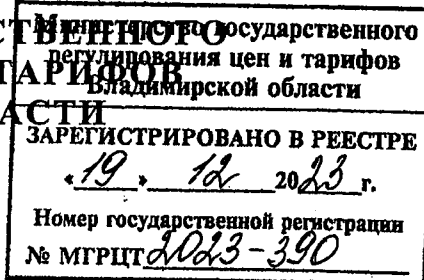 СТВЕННОГО
ТАРИФОВ
АСТИ
Министерство государственного
регулирования цен и тарифов
Владимирской области
ЗАРЕГИСТРИРОВАНО В РЕЕСТРЕ
«19» 12 2023 г.
Номер государственной регистрации
№ МГРЦТ 2023-390